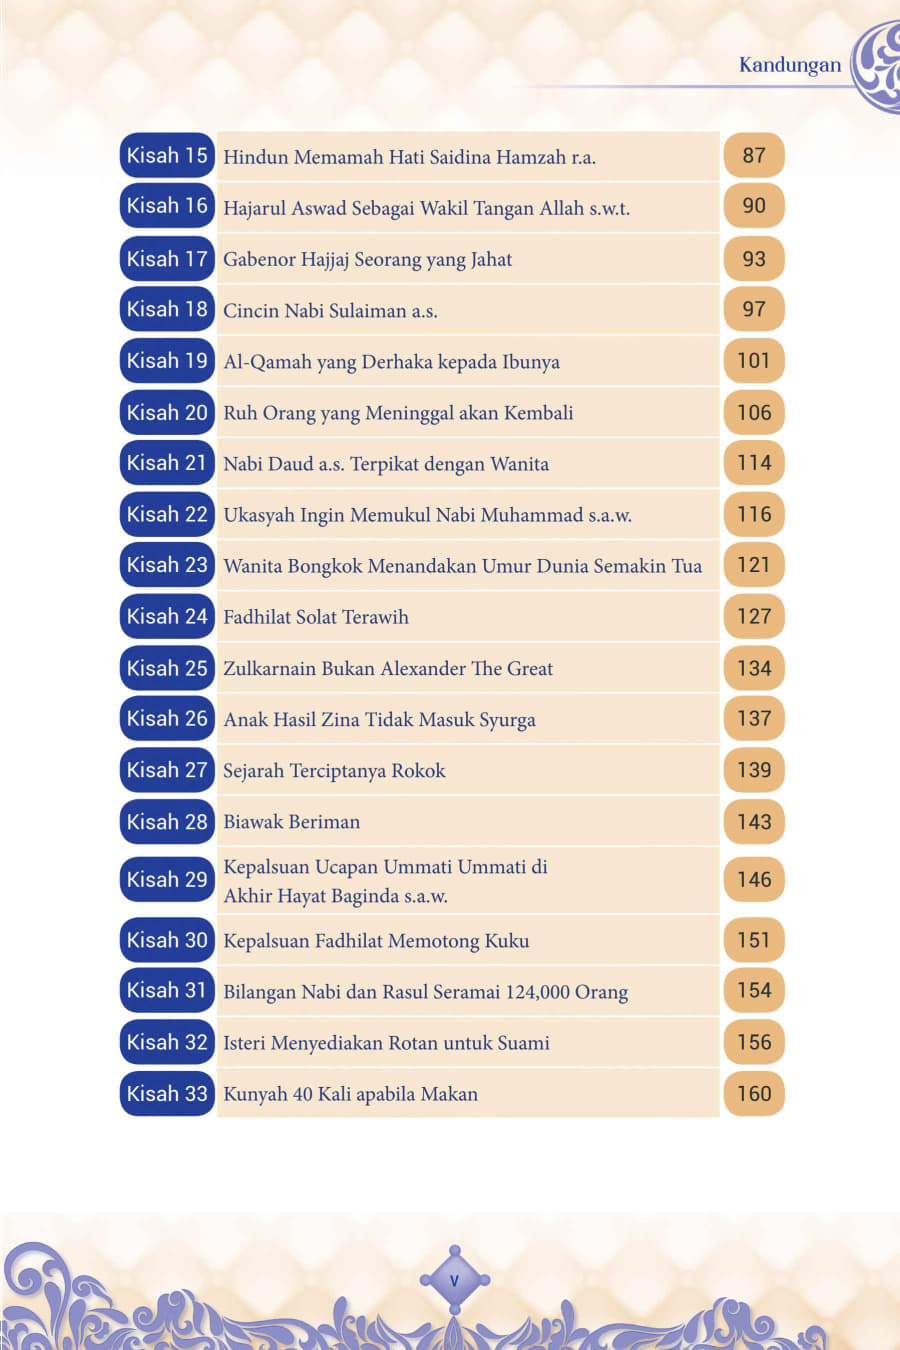 Kandungan
Kisah 15 Hindun Memamah Hati Saidina Hamzah r.a. 87
Kisah 16 Hajarul Aswad Sebagai Wakil Tangan Allah s.w.t. 90
Kisah 17 Gabenor Hajjaj Seorang yang Jahat 93
Kisah 18 Cincin Nabi Sulaiman a.s. 97
Kisah 19 Al-Qamah yang Derhaka kepada Ibunya 101
Kisah 20 Ruh Orang yang Meninggal akan Kembali 106
Kisah 21 Nabi Daud a.s. Terpikat dengan Wanita 114
Kisah 22 Ukasyah Ingin Memukul Nabi Muhammad s.a.w. 116
Kisah 23 Wanita Bongkok Menandakan Umur Dunia Semakin Tua 121
Kisah 24 Fadhilat Solat Terawih 127
Kisah 25 Zulkarnain Bukan Alexander The Great 134
Kisah 26 Anak Hasil Zina Tidak Masuk Syurga 137
Kisah 27 Sejarah Terciptanya Rokok 139
Kisah 28 Biawak Beriman 143
Kisah 29 Kepalsuan Ucapan Ummati Ummati di
Akhir Hayat Baginda s.a.w. 146
Kisah 30 Kepalsuan Fadhilat Memotong Kuku 151
Kisah 31 Bilangan Nabi dan Rasul Seramai 124,000 Orang 154
Kisah 32 Isteri Menyediakan Rotan untuk Suami 156
Kisah 33 Kunyah 40 Kali apabila Makan 160
v